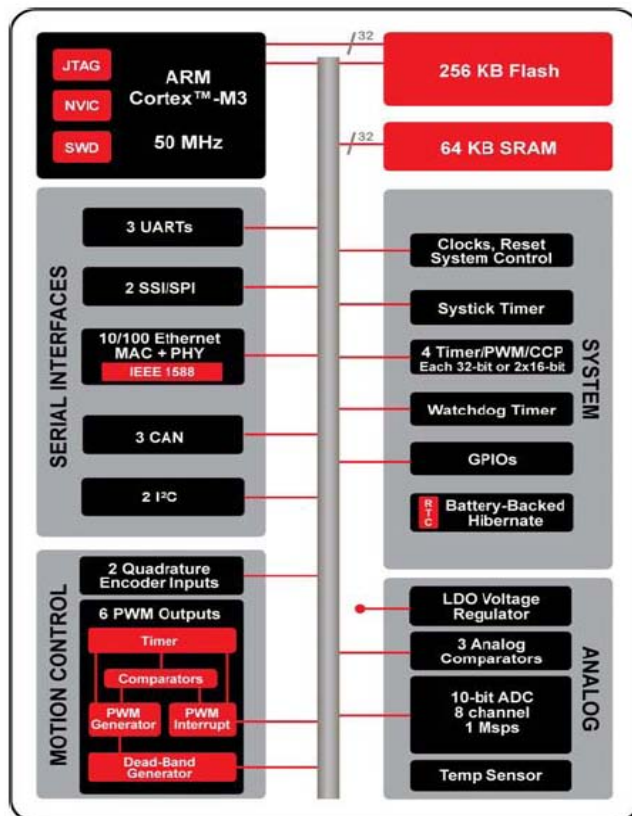 JTAG
NVIC
SWD
ARM
Cortex™-M3
50 MHz
32
256 KB Flash
32
64 KB SRAM
SERIAL INTERFACES
3 UARTs
2 SSI/SPI
10/100 Ethernet
MAC + PHY
IEEE 1588
3 CAN
2 I²C
SYSTEM
Clocks, Reset
System Control
Systick Timer
4 Timer/PWM/CCP
Each 32-bit or 2x16-bit
Watchdog Timer
GPIOs
RTC
Battery-Backed
Hibernate
MOTION CONTROL
2 Quadrature
Encoder Inputs
6 PWM Outputs
Timer
Comparators
PWM
Generator
PWM
Interrupt
Dead-Band
Generator
ANALOG
LDO Voltage
Regulator
3 Analog
Comparators
10-bit ADC
8 channel
1 Msps
Temp Sensor